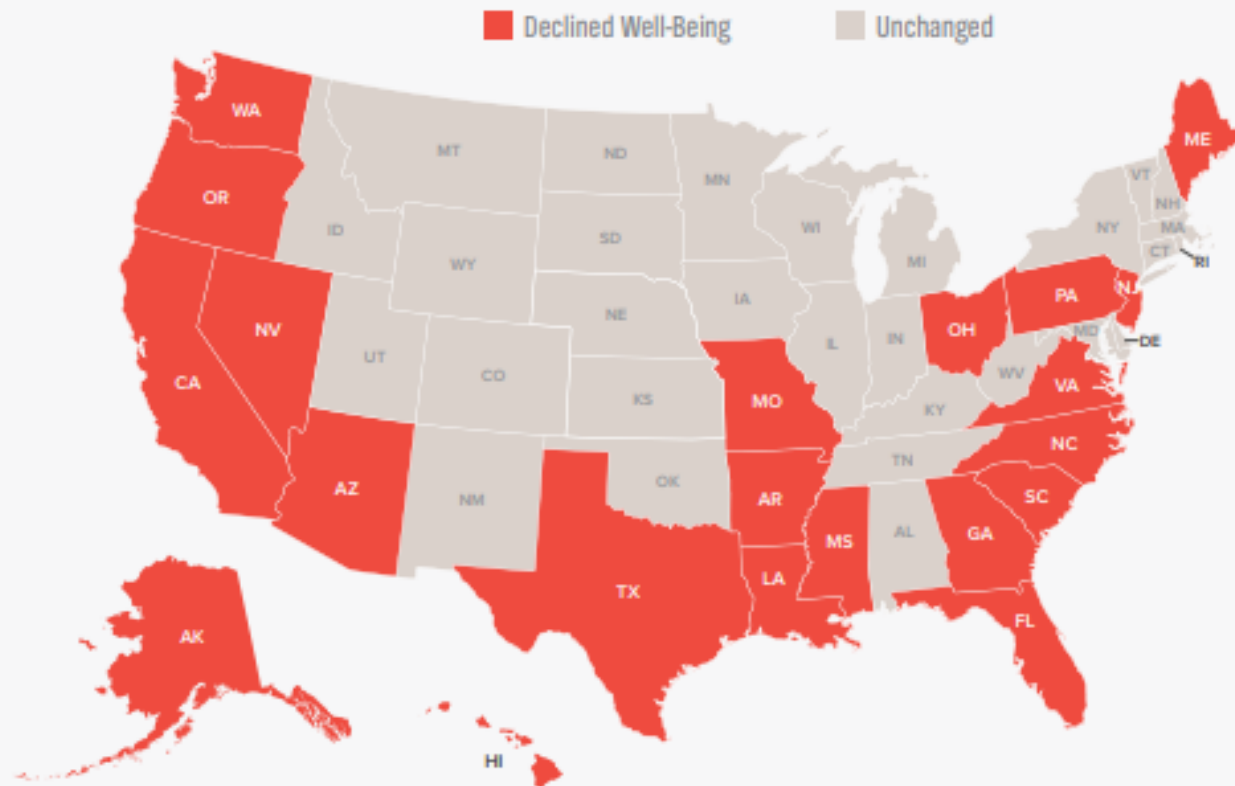 Declined Well-Being
Unchanged
WA
MT
ND
MN
ME
OR
ID
SD
WI
VT
NH
NY
MA
CT
RI
WY
MI
IA
PA
NJ
NV
NE
OH
MD
DE
UT
CO
IL
IN
WV
VA
CA
KS
MO
KY
NC
AZ
NM
OK
TN
AR
SC
MS
AL
GA
LA
TX
FL
AK
HI